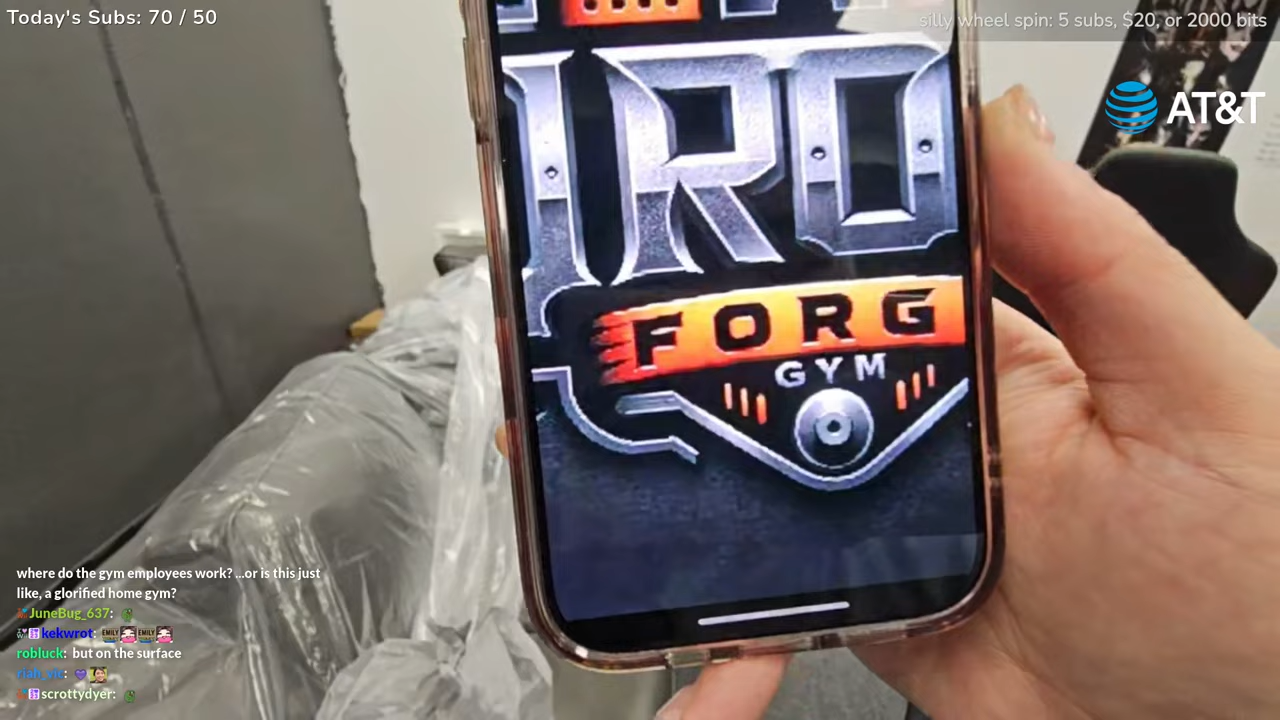 Today's Subs: 70 / 50
silly wheel spin: 5 subs, $20, or 2000 bits
AT&T
IRO
FORG
GYM
where do the gym employees work? ...or is this just
like, a glorified home gym?
JuneBug_637:
kekwrot:
robluck: but on the surface
scrottydyer: